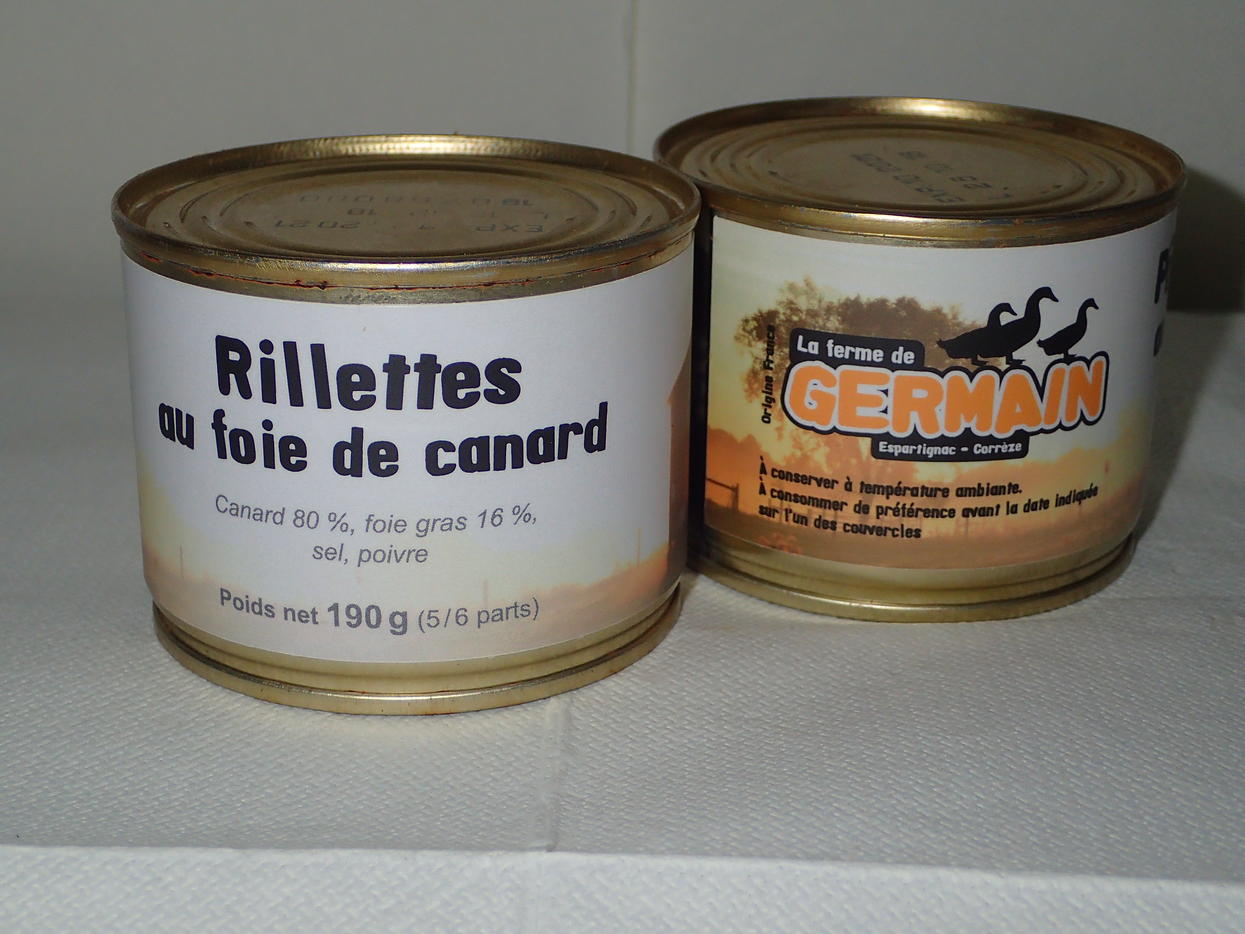 Rillettes
au foie de canard
Canard 80 %, foie gras 16 %,
sel, poivre
Poids net 190 g (5/6 parts)
Origine France
La ferme de
GERMAIN
Espartignac - Corrèze
À conserver à température ambiante.
À consommer de préférence avant la date indiquée
sur l'un des couvercles